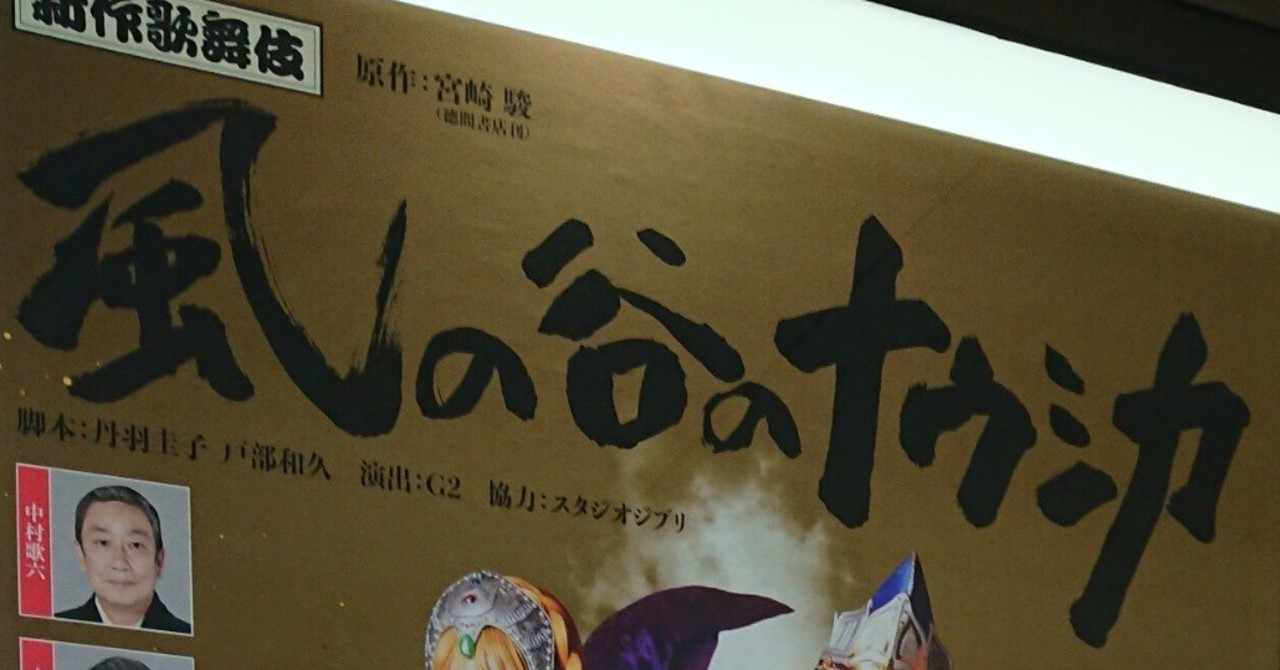 新作歌舞伎
原作：宮崎 駿
（徳間書店刊）
風の谷のナウシカ
脚本：丹羽圭子 戸部和久　演出：G2　協力：スタジオジブリ
中村歌六